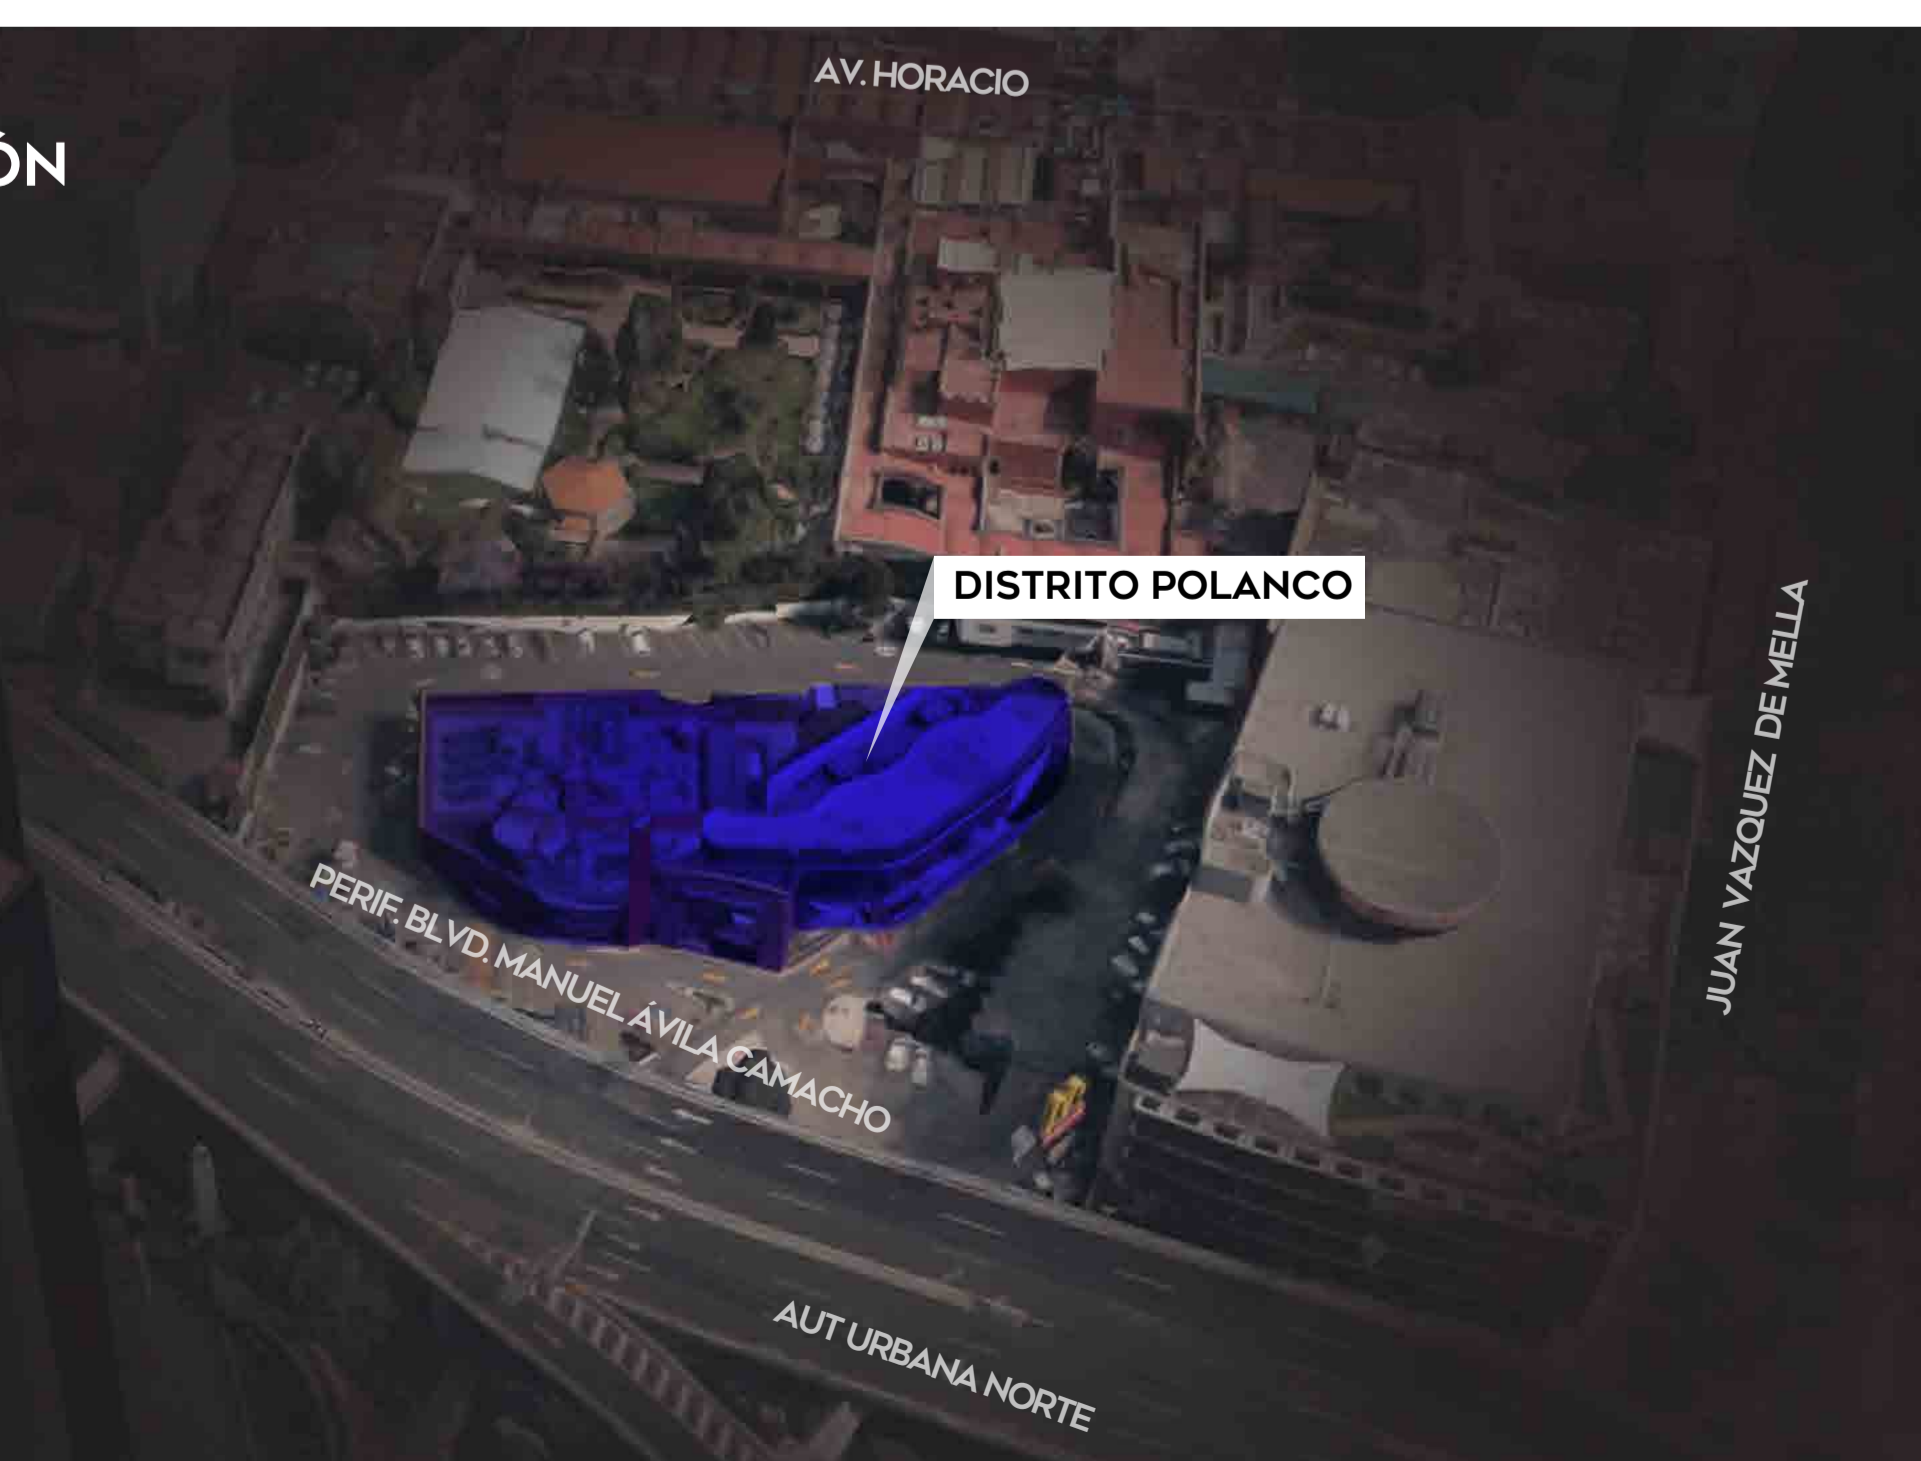 AV. HORACIO
ÓN
DISTRITO POLANCO
JUAN VAZQUEZ DE MELLA
PERIF. BLVD. MANUEL ÁVILA CAMACHO
AUT URBANA NORTE